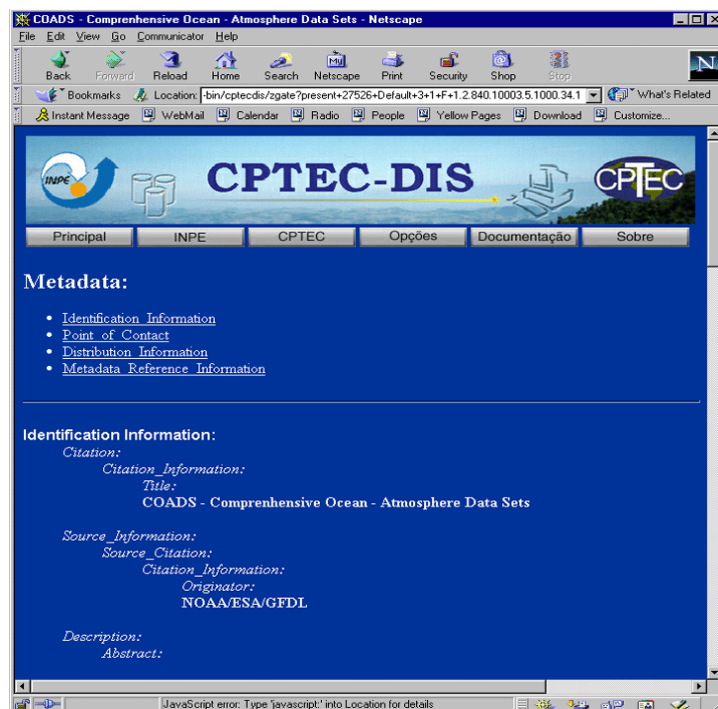 COADS - Comprenhensive Ocean - Atmosphere Data Sets - Netscape
File Edit View Go Communicator Help
My
Back Forward Reload Home Search Netscape Print Security Shop Stop
N
Bookmarks Location: -bin/cptecdis/zgate?present+27526+Default+3+1+F+1.2.840.10003.5.1000.34.1 What's Related
Instant Message WebMail Calendar Radio People Yellow Pages Download Customize...
INPE CPTEC-DIS CPTEC
Principal INPE CPTEC Opções Documentação Sobre
Metadata:
Identification Information
Point of Contact
Distribution Information
Metadata Reference Information
Identification Information:
Citation:
Citation_Information:
Title:
COADS - Comprenhensive Ocean - Atmosphere Data Sets
Source_Information:
Source_Citation:
Citation_Information:
Originator:
NOAA/ESA/GFDL
Description:
Abstract:
JavaScript error: Type 'javascript:' into Location for details